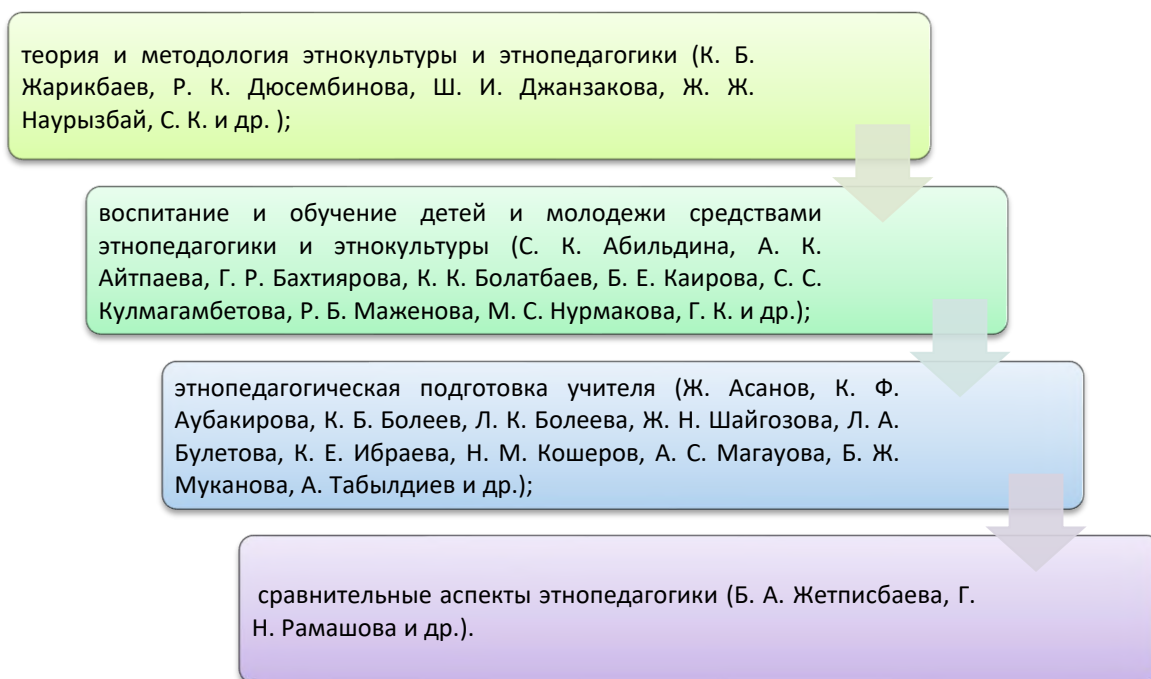 теория и методология этнокультуры и этнопедагогики (К. Б.
Жарикбаев, Р. К. Дюсембинова, Ш. И. Джанзакова, Ж. Ж.
Наурызбай, С. К. и др. );
воспитание и обучение детей и молодежи средствами
этнопедагогики и этнокультуры (С. К. Абильдина, А. К.
Айтпаева, Г. Р. Бахтиярова, К. К. Болатбаев, Б. Е. Каирова, С. С.
Кулмагамбетова, Р. Б. Маженова, М. С. Нурмакова, Г. К. и др.);
этнопедагогическая подготовка учителя (Ж. Асанов, К. Ф.
Аубакирова, К. Б. Болеев, Л. К. Болеева, Ж. Н. Шайгозова, Л. А.
Булетова, К. Е. Ибраева, Н. М. Кошеров, А. С. Магауова, Б. Ж.
Муканова, А. Табылдиев и др.);
сравнительные аспекты этнопедагогики (Б. А. Жетписбаева, Г.
Н. Рамашова и др.).